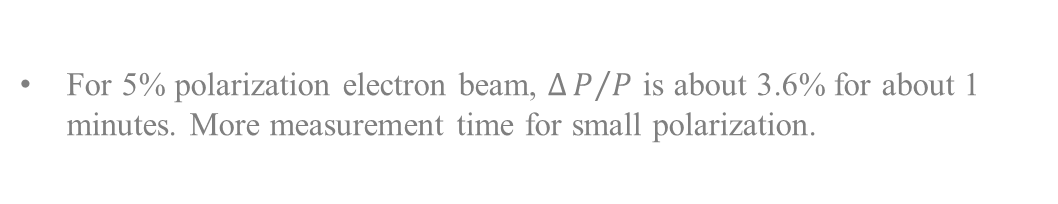 • For 5% polarization electron beam, Δ P/P is about 3.6% for about 1
minutes. More measurement time for small polarization.